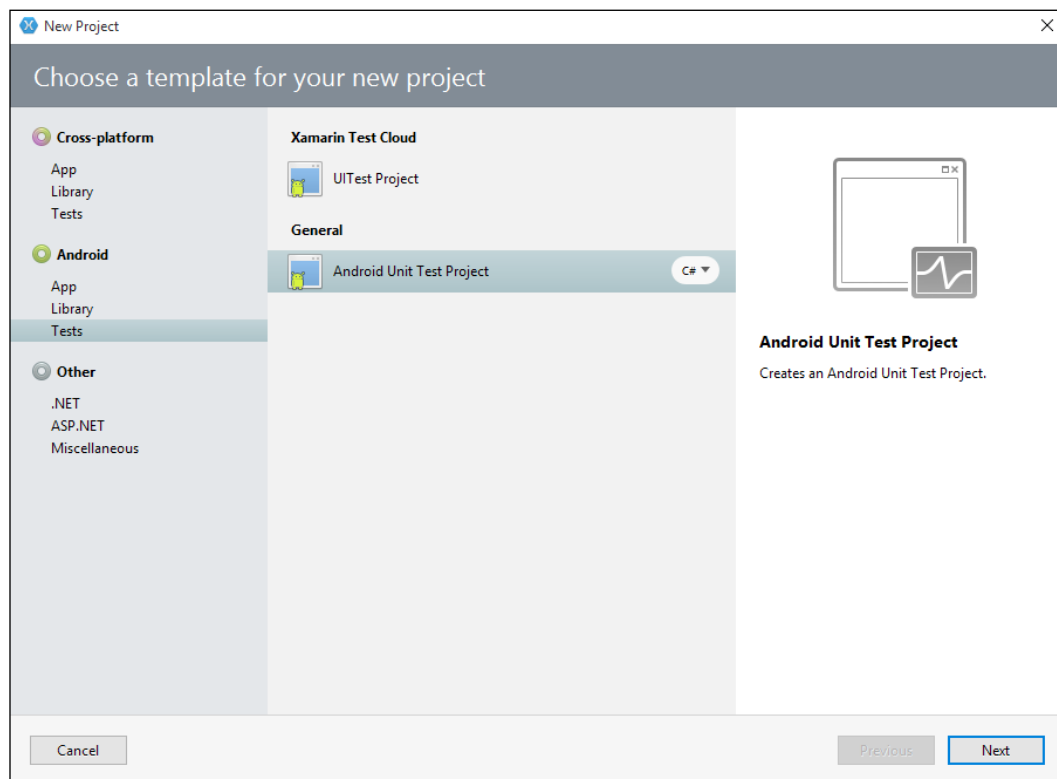 New Project
Choose a template for your new project
Cross-platform
App
Library
Tests
Android
App
Library
Tests
Other
.NET
ASP.NET
Miscellaneous
Xamarin Test Cloud
UITest Project
General
Android Unit Test Project
C#
Android Unit Test Project
Creates an Android Unit Test Project.
Cancel
Previous
Next